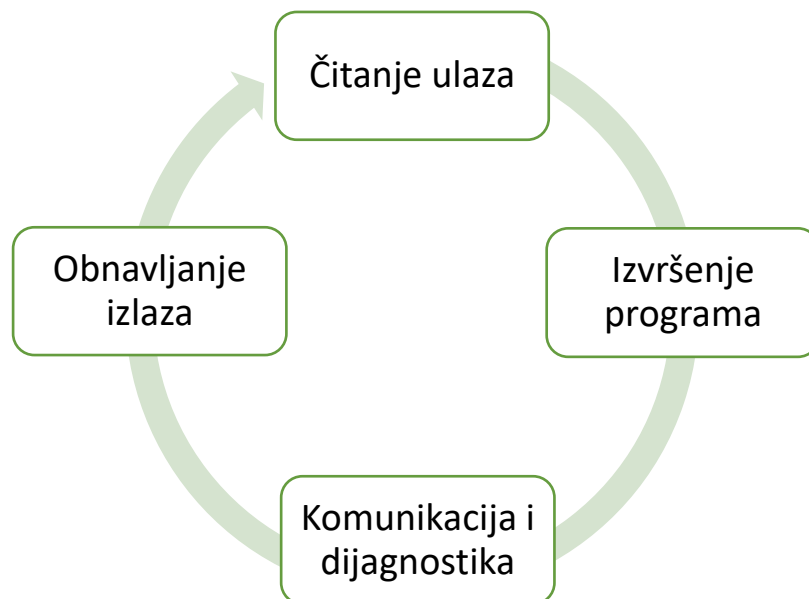 Čitanje ulaza
Izvršenje
programa
Komunikacija i
dijagnostika
Obnavljanje
izlaza